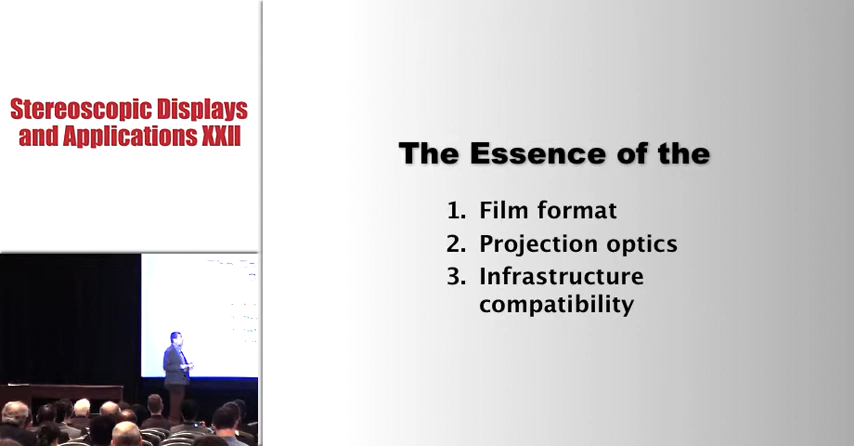 Stereoscopic Displays
and Applications XXII
The Essence of the
1. Film format
2. Projection optics
3. Infrastructure
compatibility